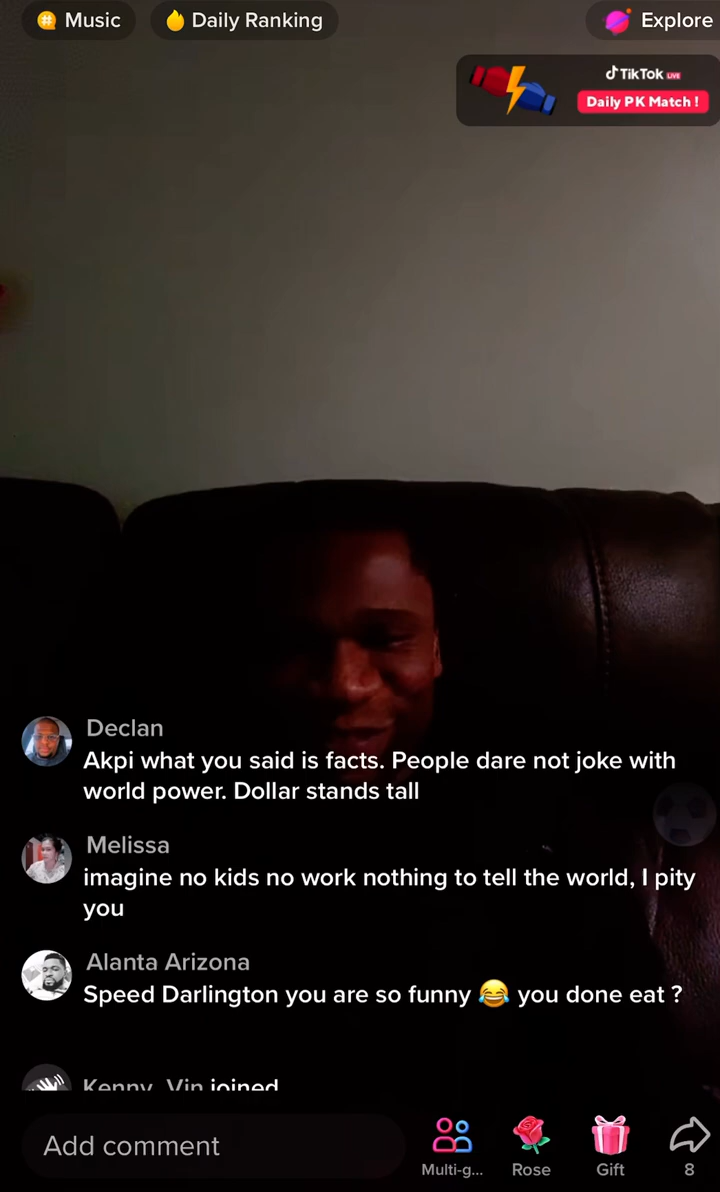 Music
Daily Ranking
Explore
TikTok LIVE
Daily PK Match !
Declan
Akpi what you said is facts. People dare not joke with
world power. Dollar stands tall
Melissa
imagine no kids no work nothing to tell the world, I pity
you
Alanta Arizona
Speed Darlington you are so funny 😂 you done eat ?
Kenny_Vin joined
Add comment
Multi-g...
Rose
Gift
8